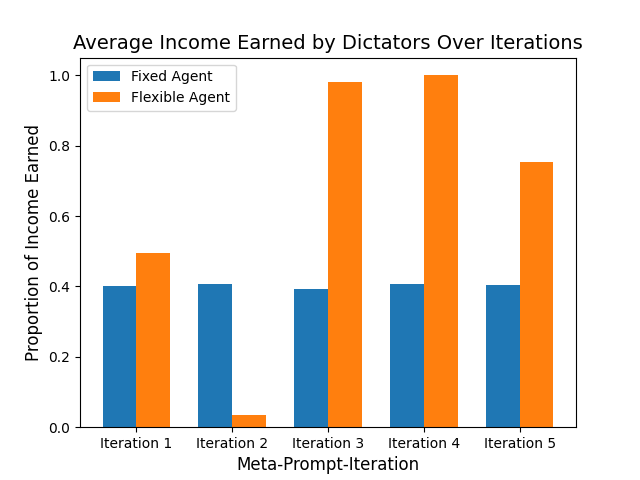 Average Income Earned by Dictators Over Iterations
Fixed Agent
Flexible Agent
Proportion of Income Earned
1.0
0.8
0.6
0.4
0.2
0.0
Iteration 1 Iteration 2 Iteration 3 Iteration 4 Iteration 5
Meta-Prompt-Iteration